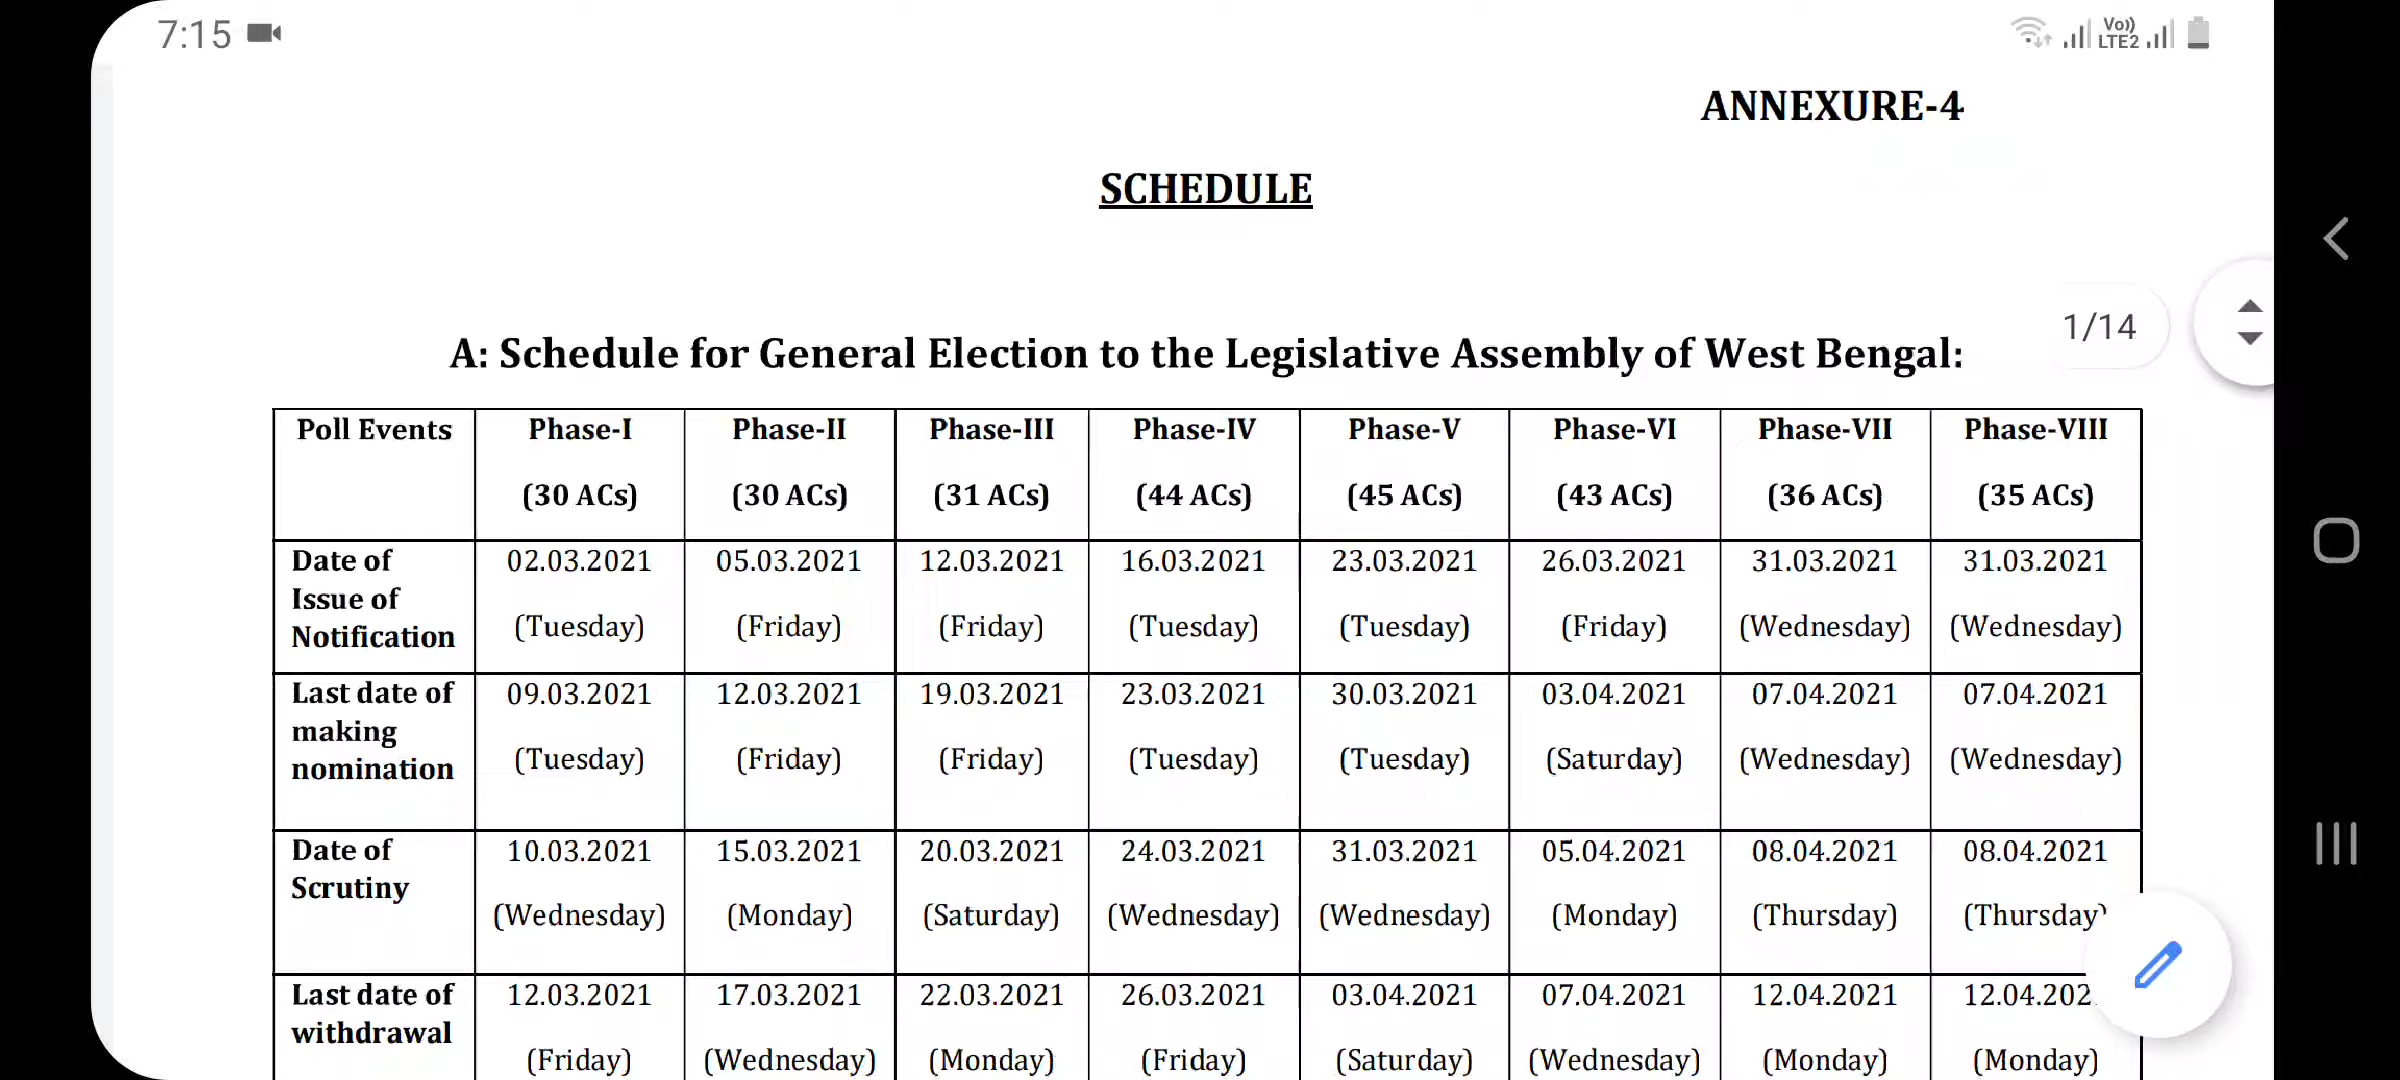 7:15
Vo))
LTE2
ANNEXURE-4
SCHEDULE
1/14
A: Schedule for General Election to the Legislative Assembly of West Bengal:
Poll Events Phase-I Phase-II Phase-III Phase-IV Phase-V Phase-VI Phase-VII Phase-VIII
(30 ACs) (30 ACs) (31 ACs) (44 ACs) (45 ACs) (43 ACs) (36 ACs) (35 ACs)
Date of 02.03.2021 05.03.2021 12.03.2021 16.03.2021 23.03.2021 26.03.2021 31.03.2021 31.03.2021
Issue of
Notification (Tuesday) (Friday) (Friday) (Tuesday) (Tuesday) (Friday) (Wednesday) (Wednesday)
Last date of 09.03.2021 12.03.2021 19.03.2021 23.03.2021 30.03.2021 03.04.2021 07.04.2021 07.04.2021
making
nomination (Tuesday) (Friday) (Friday) (Tuesday) (Tuesday) (Saturday) (Wednesday) (Wednesday)
Date of 10.03.2021 15.03.2021 20.03.2021 24.03.2021 31.03.2021 05.04.2021 08.04.2021 08.04.2021
Scrutiny
(Wednesday) (Monday) (Saturday) (Wednesday) (Wednesday) (Monday) (Thursday) (Thursday)
Last date of 12.03.2021 17.03.2021 22.03.2021 26.03.2021 03.04.2021 07.04.2021 12.04.2021 12.04.202
withdrawal
(Friday) (Wednesday) (Monday) (Friday) (Saturday) (Wednesday) (Monday) (Monday)